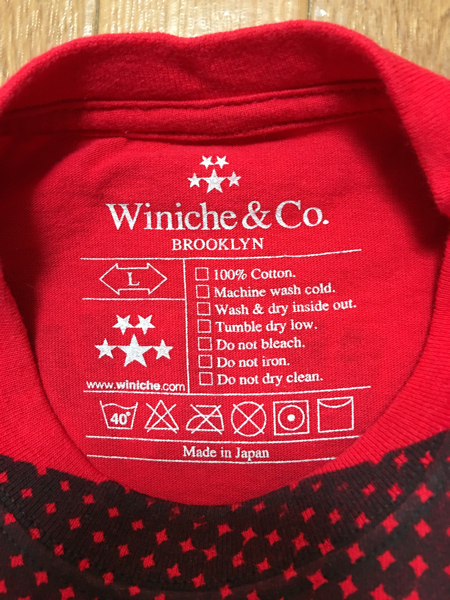 Winiche & Co.
BROOKLYN
L
100% Cotton.
Machine wash cold.
Wash & dry inside out.
Tumble dry low.
Do not bleach.
Do not iron.
Do not dry clean.
www.winiche.com
40°
Made in Japan